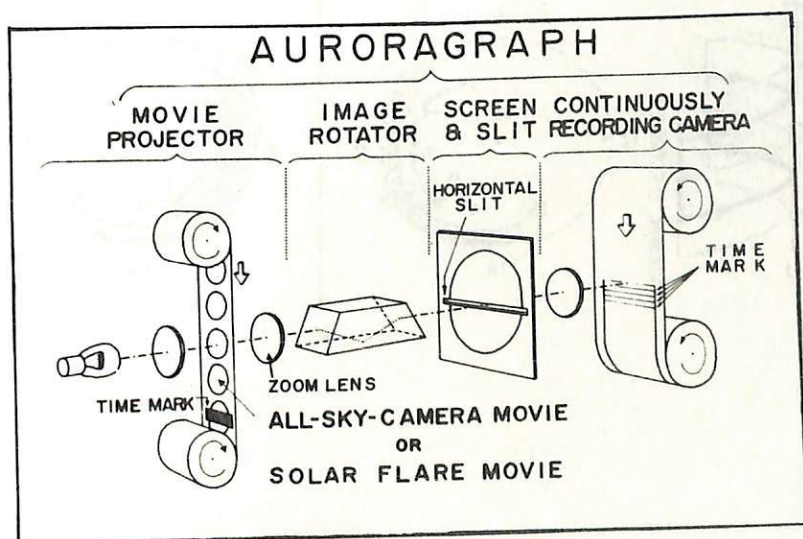 AURORAGRAPH
MOVIE
PROJECTOR
IMAGE
ROTATOR
SCREEN
& SLIT
CONTINUOUSLY
RECORDING CAMERA
HORIZONTAL
SLIT
TIME
MARK
ZOOM LENS
TIME MARK
ALL-SKY-CAMERA MOVIE
OR
SOLAR FLARE MOVIE